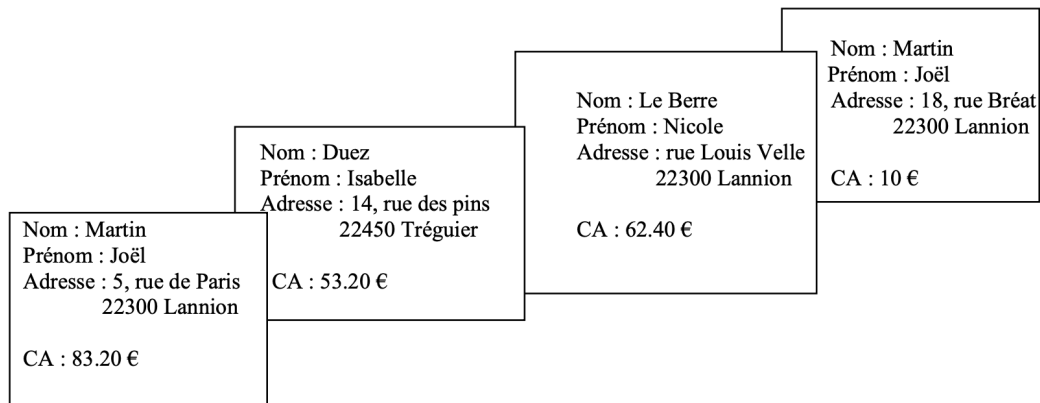 Nom : Martin
Prénom : Joël
Adresse : 5, rue de Paris
22300 Lannion
CA : 83.20 €
Nom : Duez
Prénom : Isabelle
Adresse : 14, rue des pins
22450 Tréguier
CA : 53.20 €
Nom : Le Berre
Prénom : Nicole
Adresse : rue Louis Velle
22300 Lannion
CA : 62.40 €
Nom : Martin
Prénom : Joël
Adresse : 18, rue Bréat
22300 Lannion
CA : 10 €